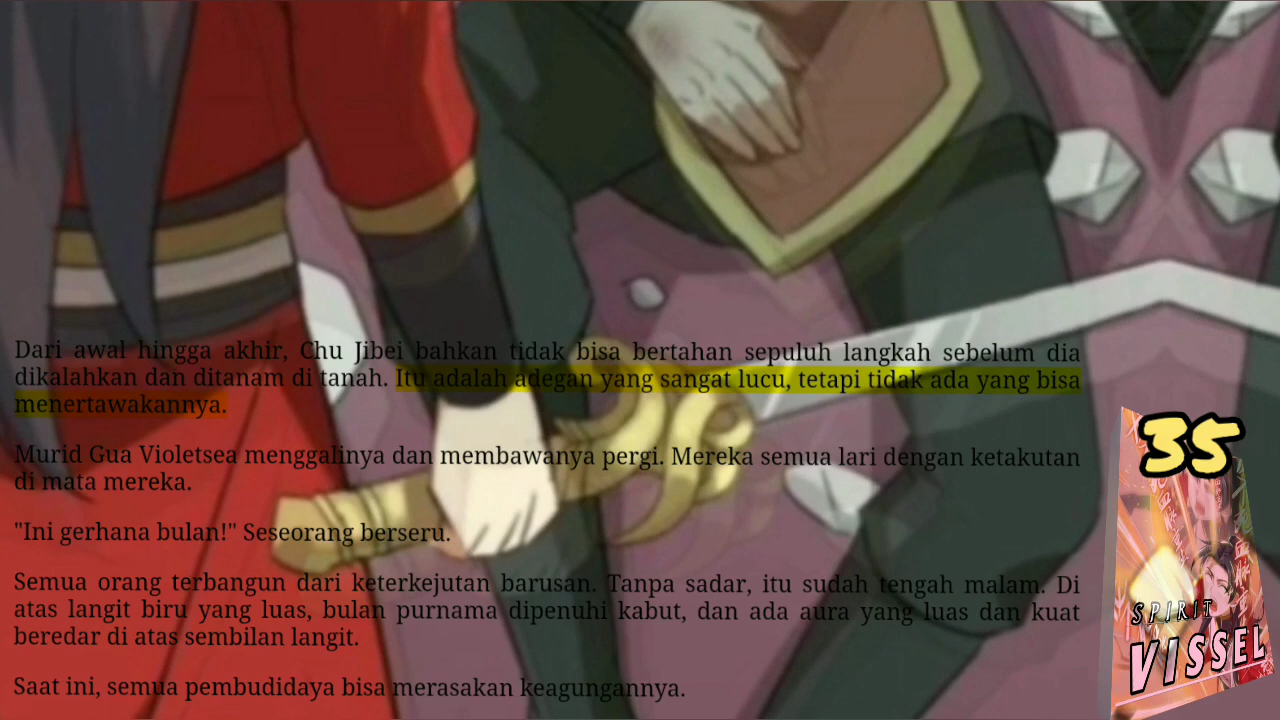 Dari awal hingga akhir, Chu Jibei bahkan tidak bisa bertahan sepuluh langkah sebelum dia
dikalahkan dan ditanam di tanah. Itu adalah adegan yang sangat lucu, tetapi tidak ada yang bisa
menertawakannya.
Murid Gua Violetsea menggalinya dan membawanya pergi. Mereka semua lari dengan ketakutan
di mata mereka.
"Ini gerhana bulan!" Seseorang berseru.
Semua orang terbangun dari keterkejutan barusan. Tanpa sadar, itu sudah tengah malam. Di
atas langit biru yang luas, bulan purnama dipenuhi kabut, dan ada aura yang luas dan kuat
beredar di atas sembilan langit.
Saat ini, semua pembudidaya bisa merasakan keagungannya.
35
SPIRIT
VISSEL